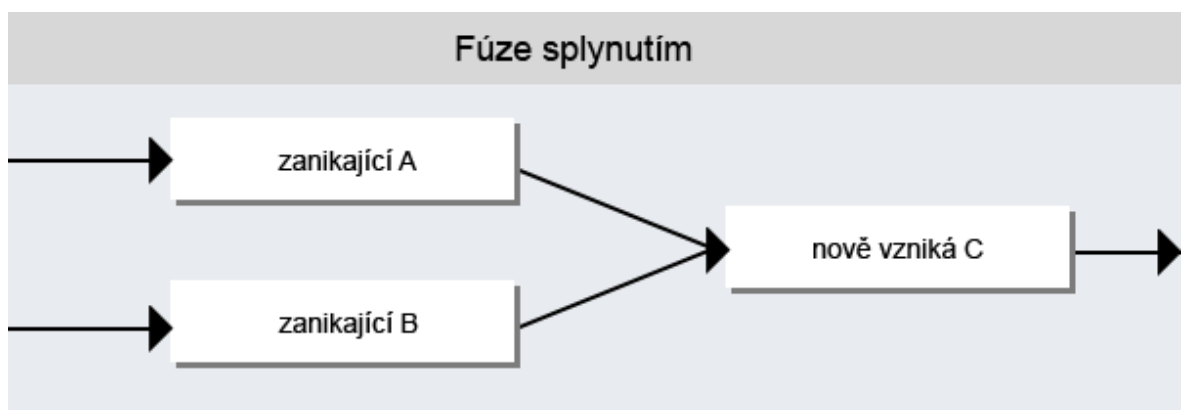 Fúze splynutím
zanikající A
nově vzniká C
zanikající B